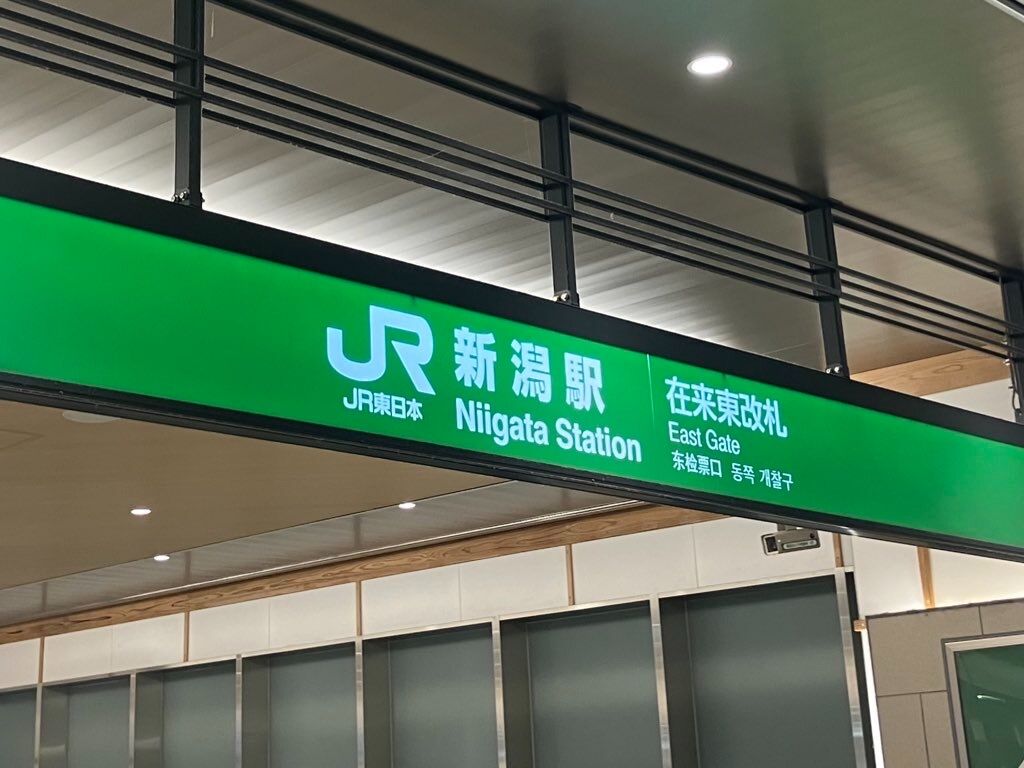 JR 新潟駅
JR東日本
Niigata Station
在来東改札
East Gate
东检票口 동쪽 개찰구